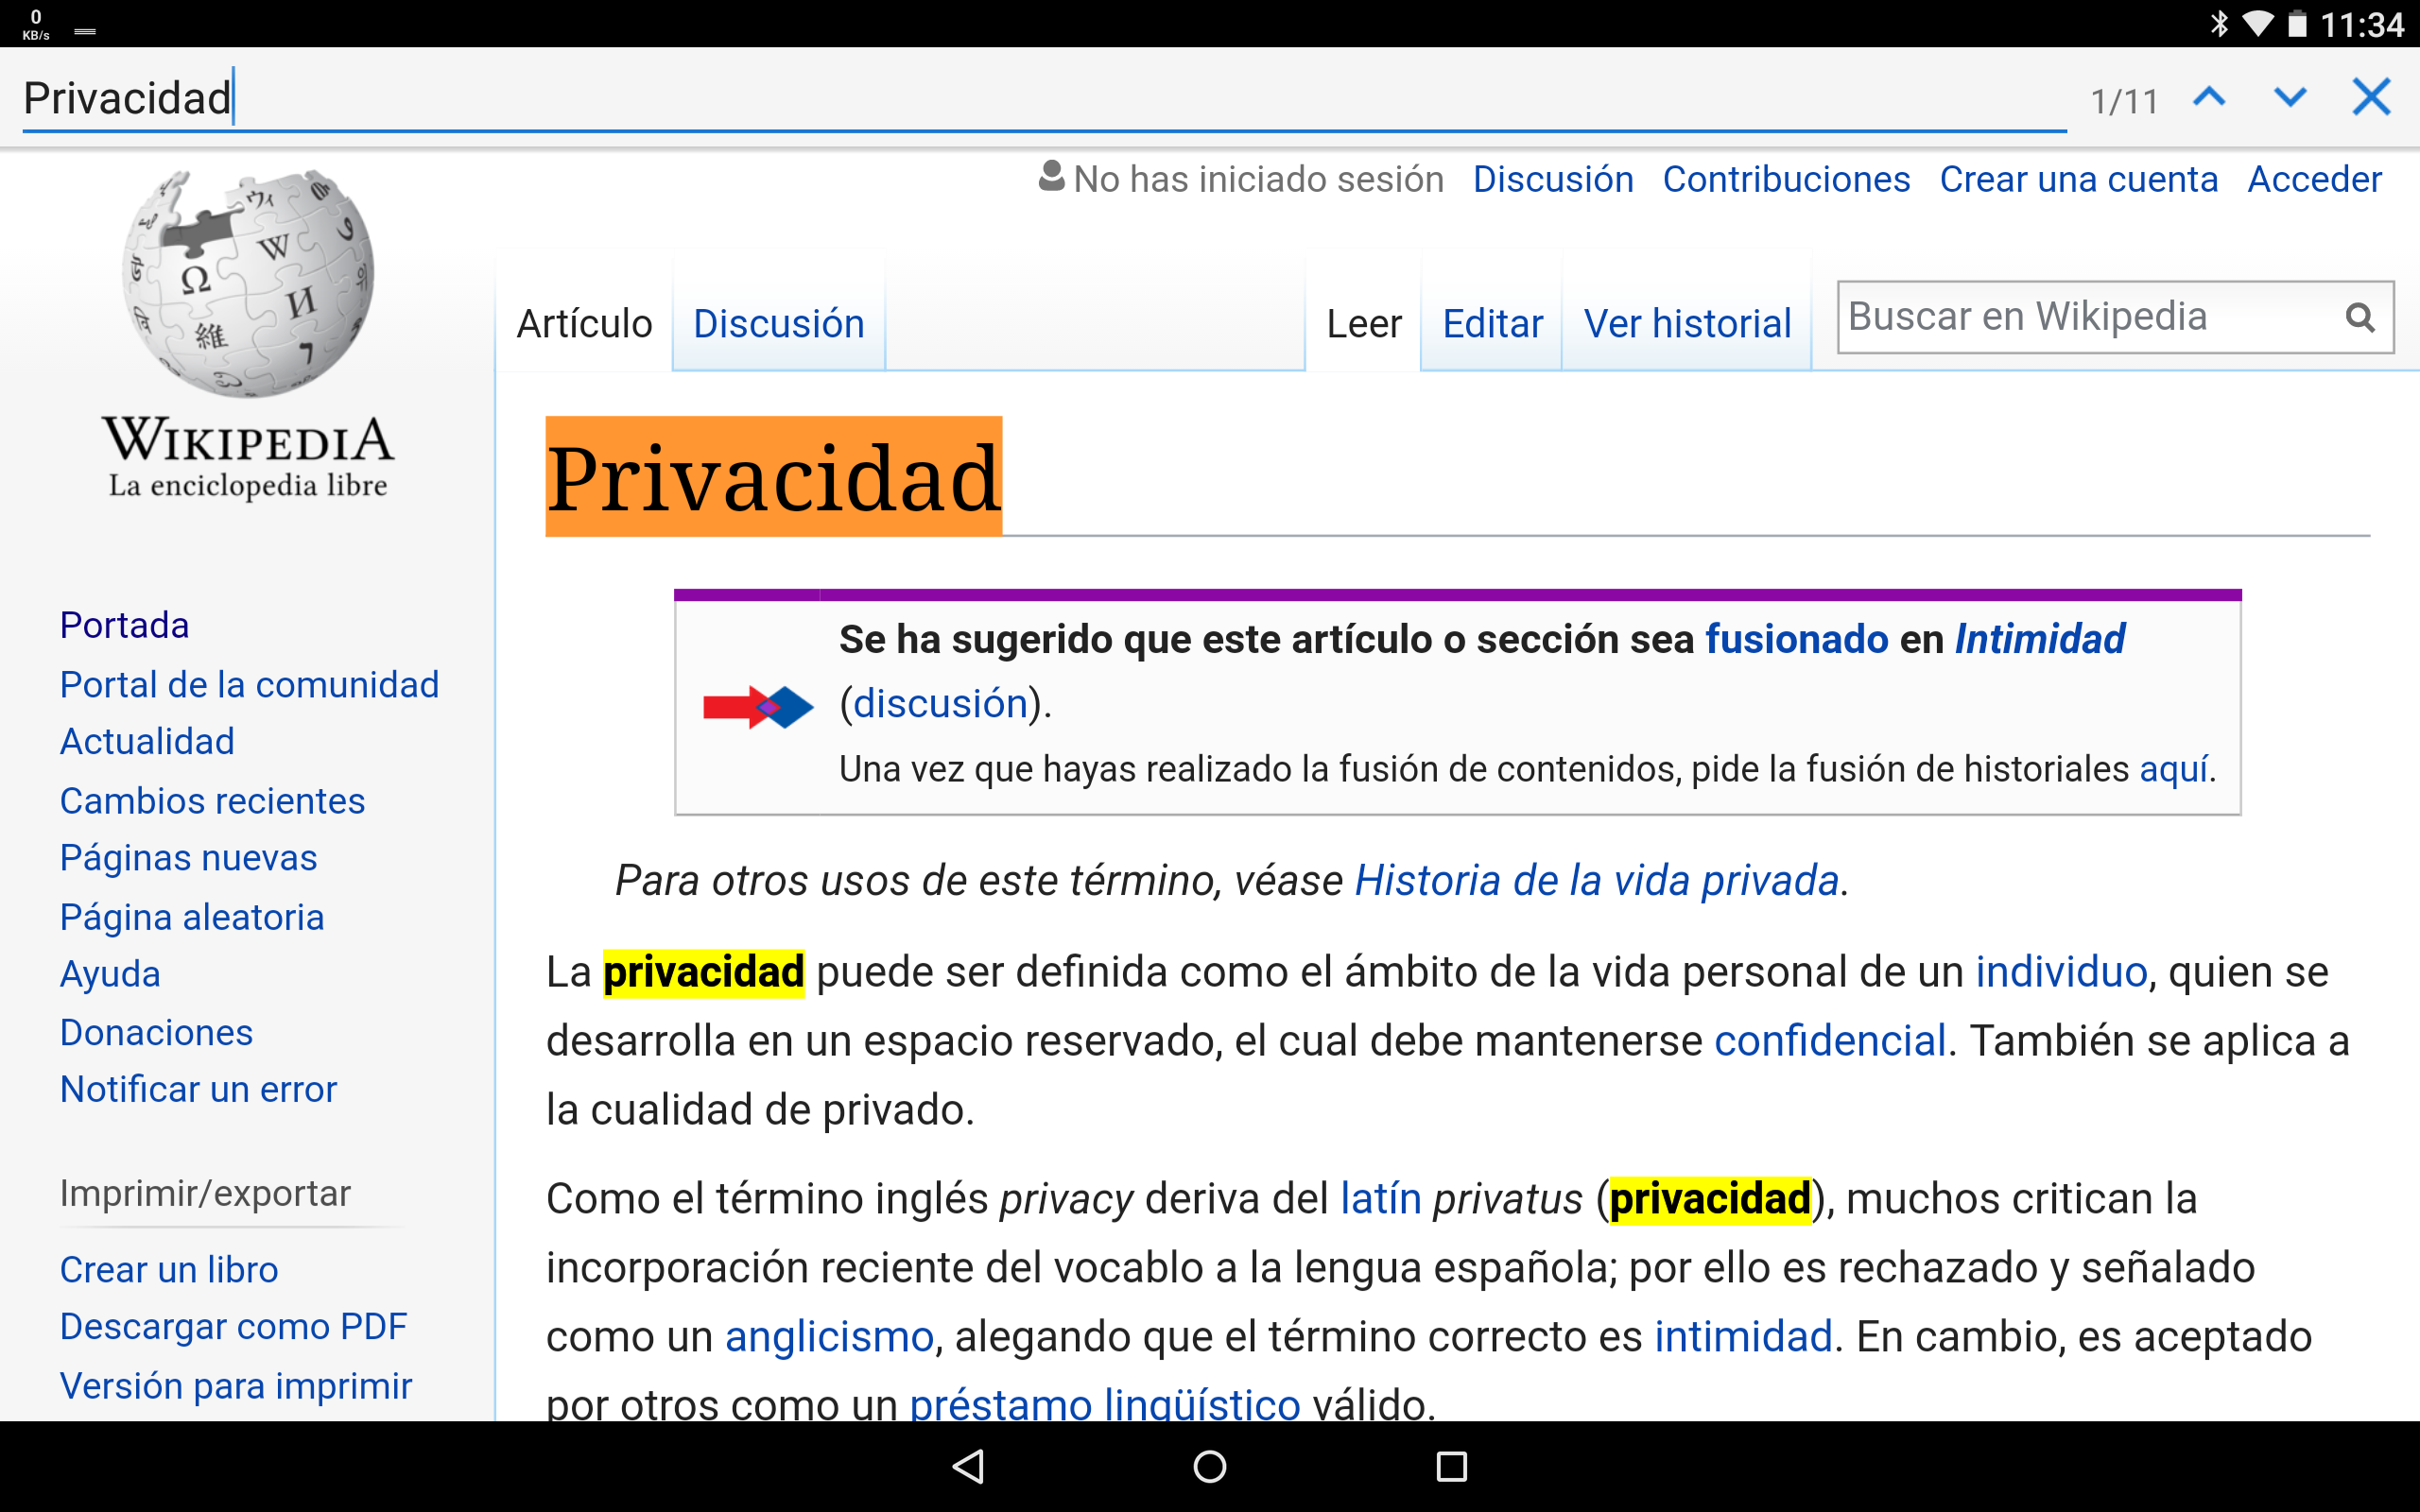 0
KB/s
11:34
Privacidad
1/11
No has iniciado sesión Discusión Contribuciones Crear una cuenta Acceder
Artículo Discusión Leer Editar Ver historial Buscar en Wikipedia
WIKIPEDIA
La enciclopedia libre
Portada
Portal de la comunidad
Actualidad
Cambios recientes
Páginas nuevas
Página aleatoria
Ayuda
Donaciones
Notificar un error
Imprimir/exportar
Crear un libro
Descargar como PDF
Versión para imprimir
Privacidad
Se ha sugerido que este artículo o sección sea fusionado en Intimidad
(discusión).
Una vez que hayas realizado la fusión de contenidos, pide la fusión de historiales aquí.
Para otros usos de este término, véase Historia de la vida privada.
La privacidad puede ser definida como el ámbito de la vida personal de un individuo, quien se
desarrolla en un espacio reservado, el cual debe mantenerse confidencial. También se aplica a
la cualidad de privado.
Como el término inglés privacy deriva del latín privatus (privacidad), muchos critican la
incorporación reciente del vocablo a la lengua española; por ello es rechazado y señalado
como un anglicismo, alegando que el término correcto es intimidad. En cambio, es aceptado
por otros como un préstamo lingüístico válido.